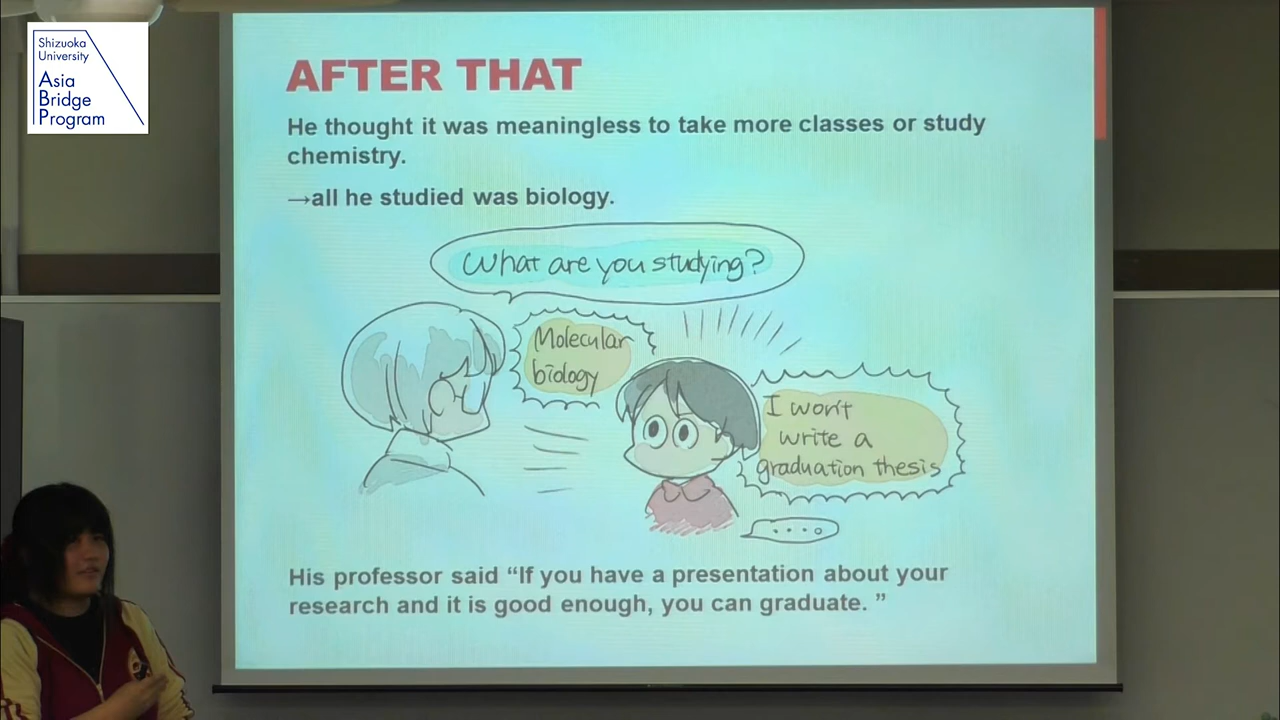 Shizuoka
University
Asia
Bridge
Program
AFTER THAT
He thought it was meaningless to take more classes or study
chemistry.
→all he studied was biology.
What are you studying?
Molecular
biology
I won't
write a
graduation thesis
....。
His professor said “If you have a presentation about your
research and it is good enough, you can graduate. ”